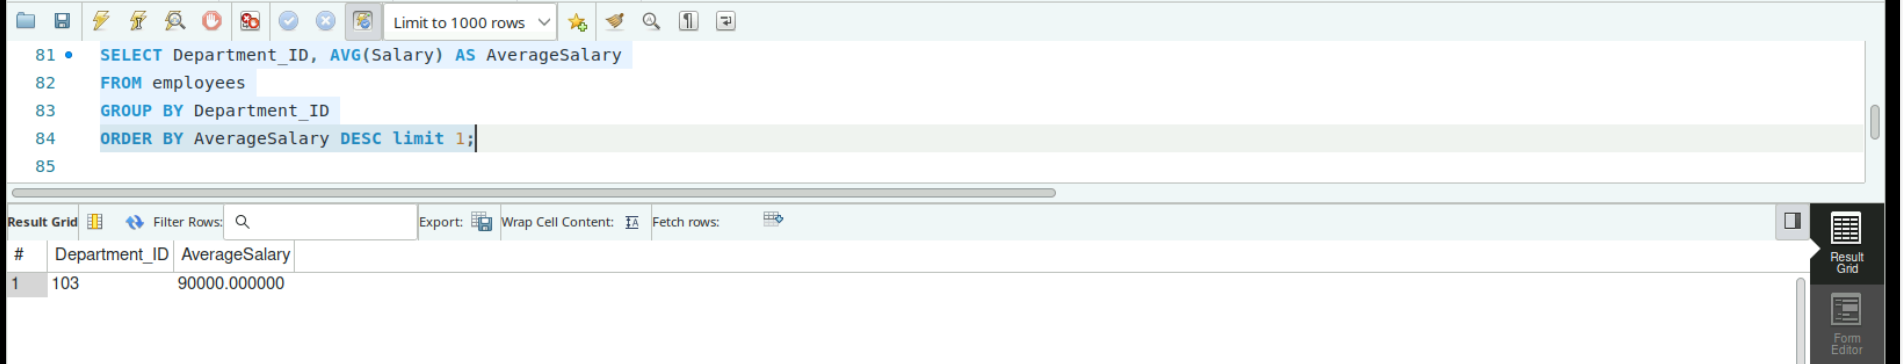 Limit to 1000 rows
81 SELECT Department_ID, AVG(Salary) AS AverageSalary
82 FROM employees
83 GROUP BY Department_ID
84 ORDER BY AverageSalary DESC limit 1;
85
Result Grid Filter Rows: Export: Wrap Cell Content: Fetch rows:
# Department_ID AverageSalary
1 103 90000.000000
Result
Grid
Form
Editor